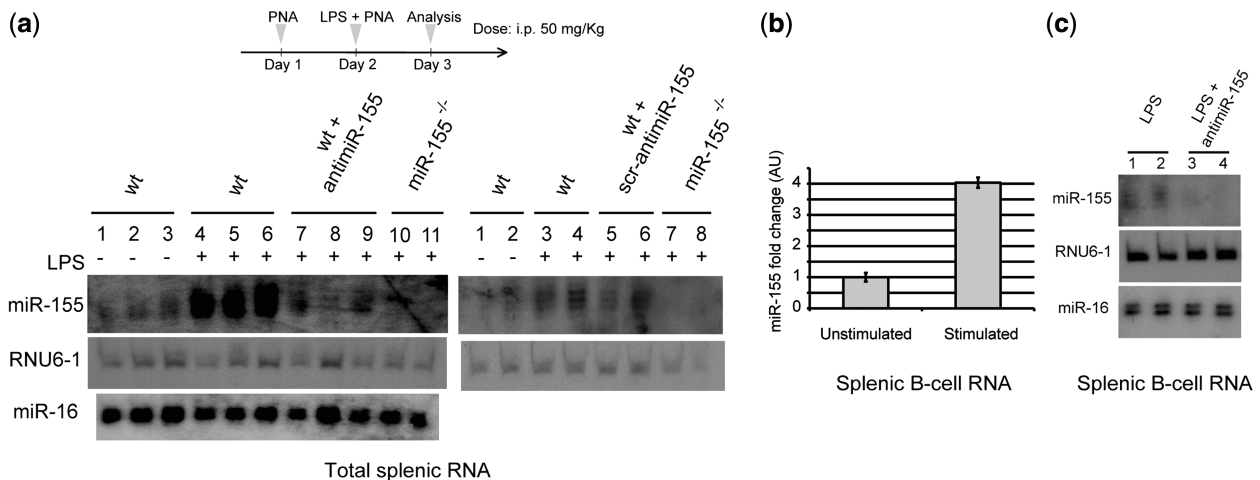 (a)
PNA LPS + PNA Analysis
Dose: i.p. 50 mg/Kg
Day 1 Day 2 Day 3
wt wt wt + antimiR-155 miR-155 -/-
1 2 3 4 5 6 7 8 9 10 11
LPS - - - + + + + + + + +
miR-155
RNU6-1
miR-16
wt wt wt + scr-antimiR-155 miR-155 -/-
1 2 3 4 5 6 7 8
- - + + + + + +
Total splenic RNA
(b)
miR-155 fold change (AU)
4
3
2
1
0
Unstimulated Stimulated
Splenic B-cell RNA
(c)
LPS LPS + antimiR-155
1 2 3 4
miR-155
RNU6-1
miR-16
Splenic B-cell RNA